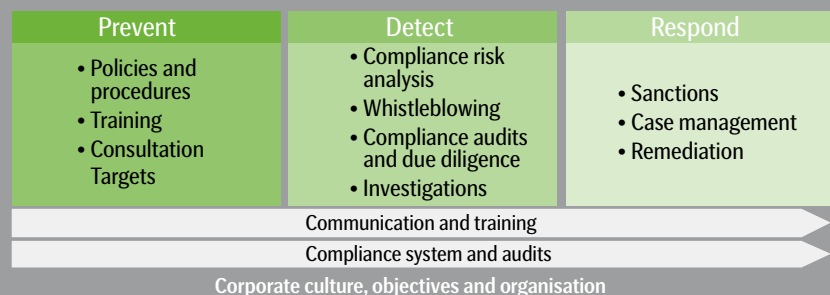 Prevent
• Policies and
procedures
• Training
• Consultation
Targets
Detect
• Compliance risk
analysis
• Whistleblowing
• Compliance audits
and due diligence
• Investigations
Respond
• Sanctions
• Case management
• Remediation
Communication and training
Compliance system and audits
Corporate culture, objectives and organisation